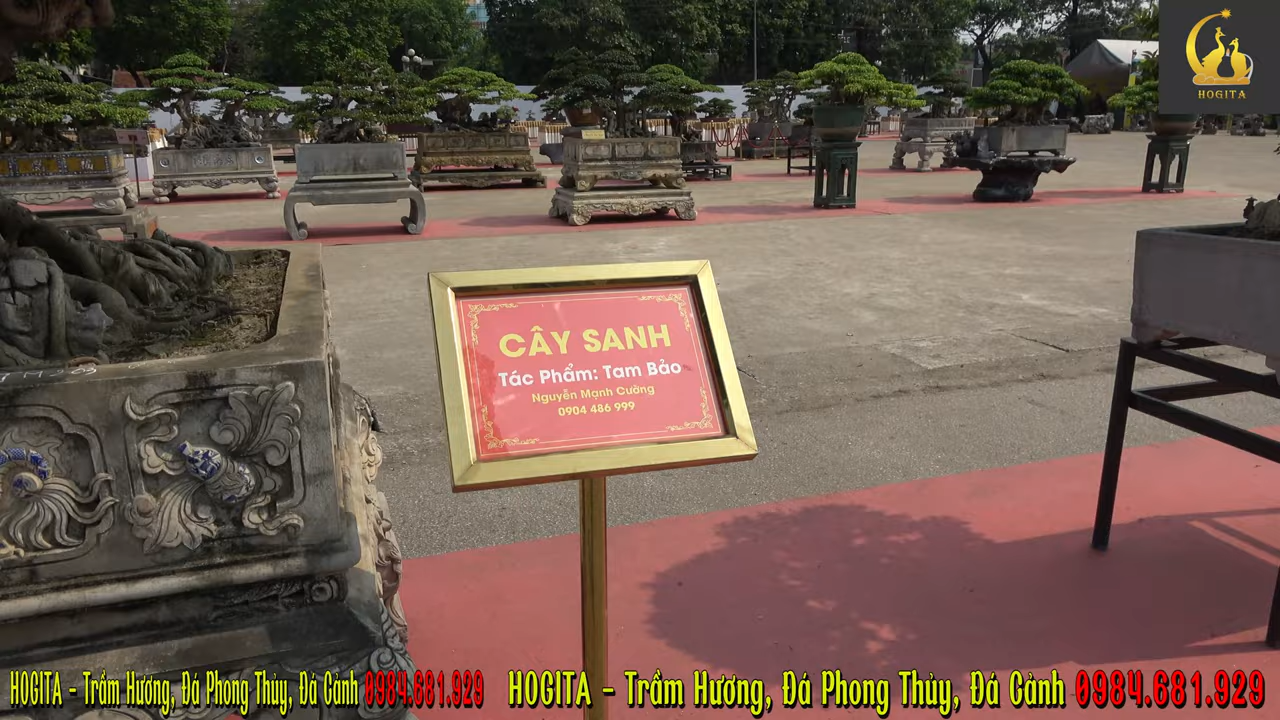 HOGITA
CÂY SANH
Tác Phẩm: Tam Bảo
Nguyễn Mạnh Cường
0904 486 999
HOGITA - Trầm Hương, Đá Phong Thủy, Đá Cảnh 0984.681.929 HOGITA - Trầm Hương, Đá Phong Thủy, Đá Cảnh 0984.681.929